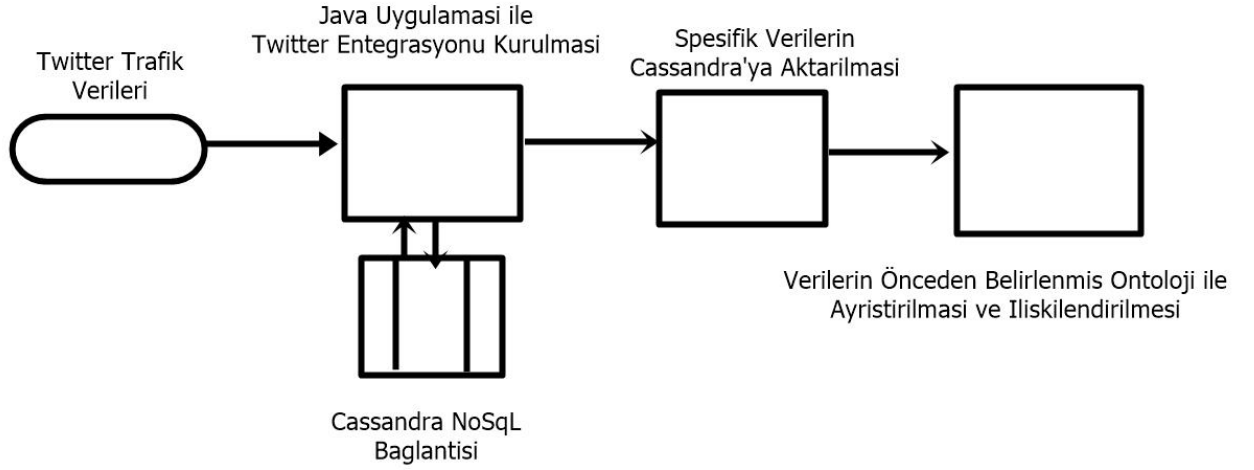 Twitter Trafik
Verileri
Java Uygulamasi ile
Twitter Entegrasyonu Kurulmasi
Spesifik Verilerin
Cassandra'ya Aktarilmasi
Verilerin Önceden Belirlenmis Ontoloji ile
Ayristirilmasi ve Iliskilendirilmesi
Cassandra NoSqL
Baglantisi